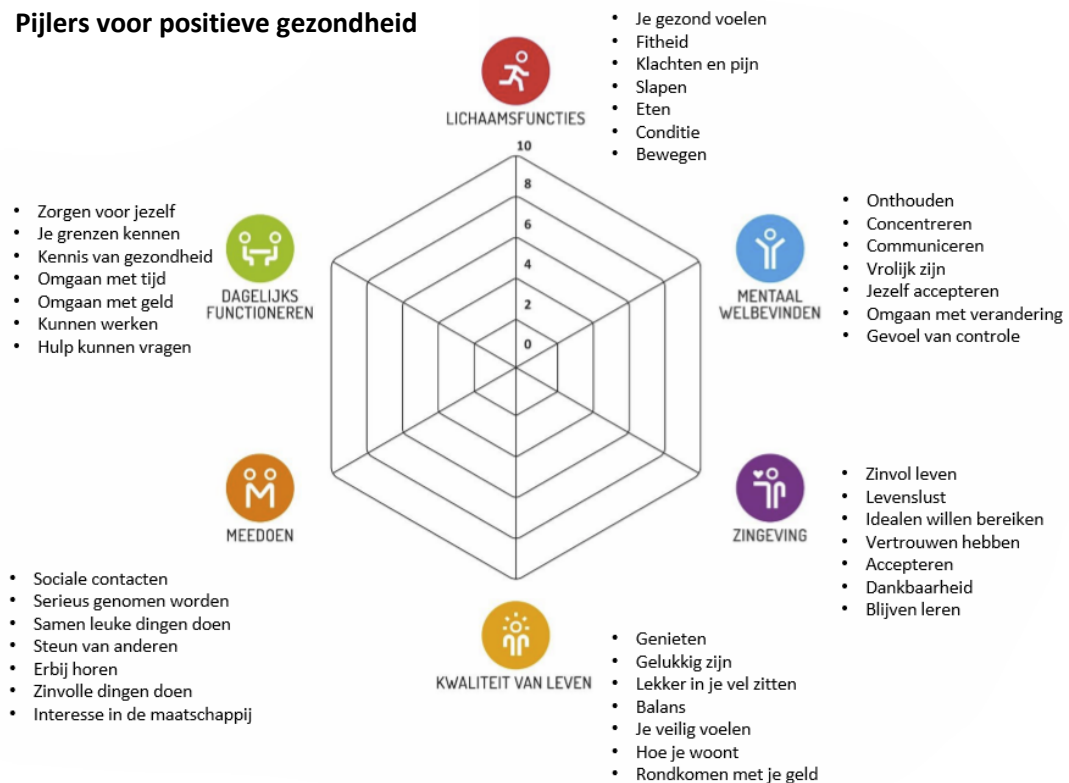 Pijlers voor positieve gezondheid
LICHAAMSFUNCTIES
• Je gezond voelen
• Fitheid
• Klachten en pijn
• Slapen
• Eten
• Conditie
• Bewegen
10
8
6
4
2
0
MENTAAL
WELBEVINDEN
• Onthouden
• Concentreren
• Communiceren
• Vrolijk zijn
• Jezelf accepteren
• Omgaan met verandering
• Gevoel van controle
ZINGEVING
• Zinvol leven
• Levenslust
• Idealen willen bereiken
• Vertrouwen hebben
• Accepteren
• Dankbaarheid
• Blijven leren
KWALITEIT VAN LEVEN
• Genieten
• Gelukkig zijn
• Lekker in je vel zitten
• Balans
• Je veilig voelen
• Hoe je woont
• Rondkomen met je geld
MEEDOEN
• Sociale contacten
• Serieus genomen worden
• Samen leuke dingen doen
• Steun van anderen
• Erbij horen
• Zinvolle dingen doen
• Interesse in de maatschappij
DAGELIJKS
FUNCTIONEREN
• Zorgen voor jezelf
• Je grenzen kennen
• Kennis van gezondheid
• Omgaan met tijd
• Omgaan met geld
• Kunnen werken
• Hulp kunnen vragen